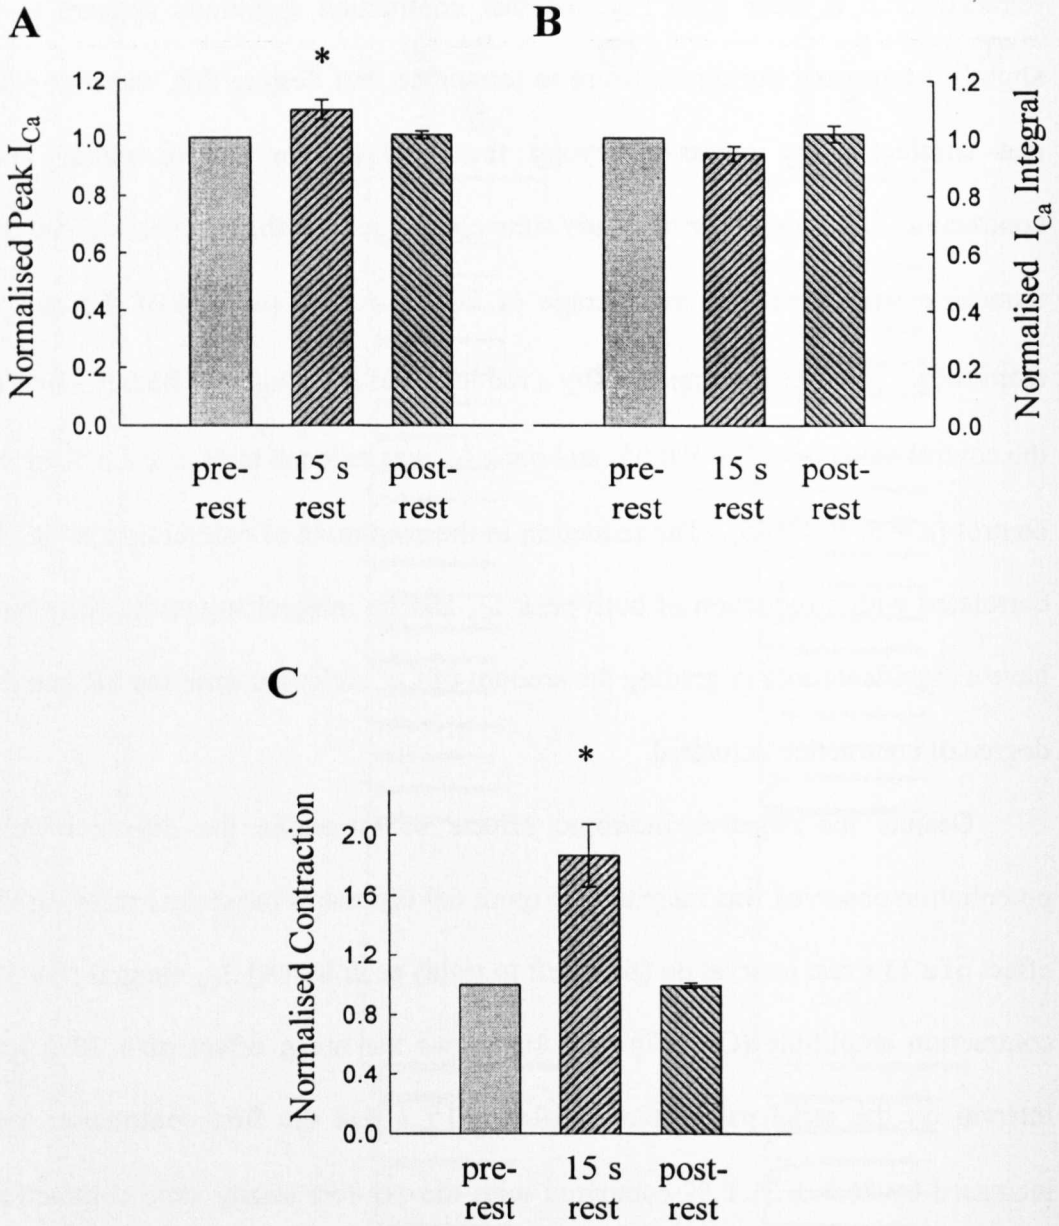 A
B
*
Normalised Peak I Ca
1.2
1.0
0.8
0.6
0.4
0.2
0.0
pre-
rest
15 s
rest
post-
rest
1.2
1.0
0.8
0.6
0.4
0.2
0.0
Normalised I Ca Integral
pre-
rest
15 s
rest
post-
rest
C
*
Normalised Contraction
2.0
1.6
1.2
0.8
0.4
0.0
pre-
rest
15 s
rest
post-
rest